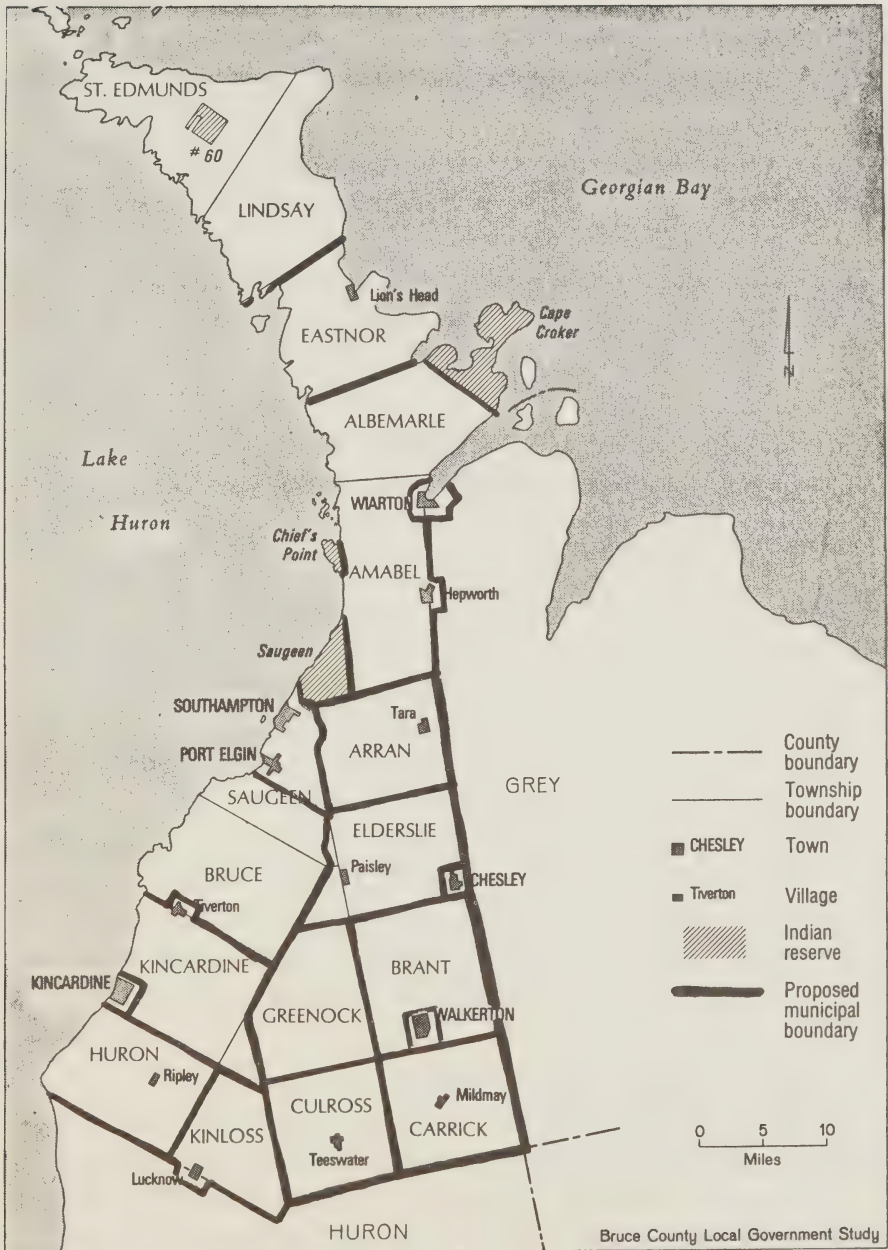 ST. EDMUNDS
# 60
LINDSAY
Georgian Bay
Lion's Head
Cape
Croker
EASTNOR
N
ALBEMARLE
Lake
Huron
WIARTON
Chief's
Point
AMABEL
Hepworth
Saugeen
SOUTHAMPTON
Tara
PORT ELGIN
ARRAN
GREY
SAUGEEN
ELDERSLIE
BRUCE
Paisley
CHESLEY
Tiverton
KINCARDINE
KINCARDINE
BRANT
GREENOCK
WALKERTON
HURON
Ripley
CULROSS
Mildmay
KINLOSS
CARRICK
Teeswater
Lucknow
HURON
County
boundary
Township
boundary
CHESLEY Town
Tiverton Village
Indian
reserve
Proposed
municipal
boundary
0 5 10
Miles
Bruce County Local Government Study